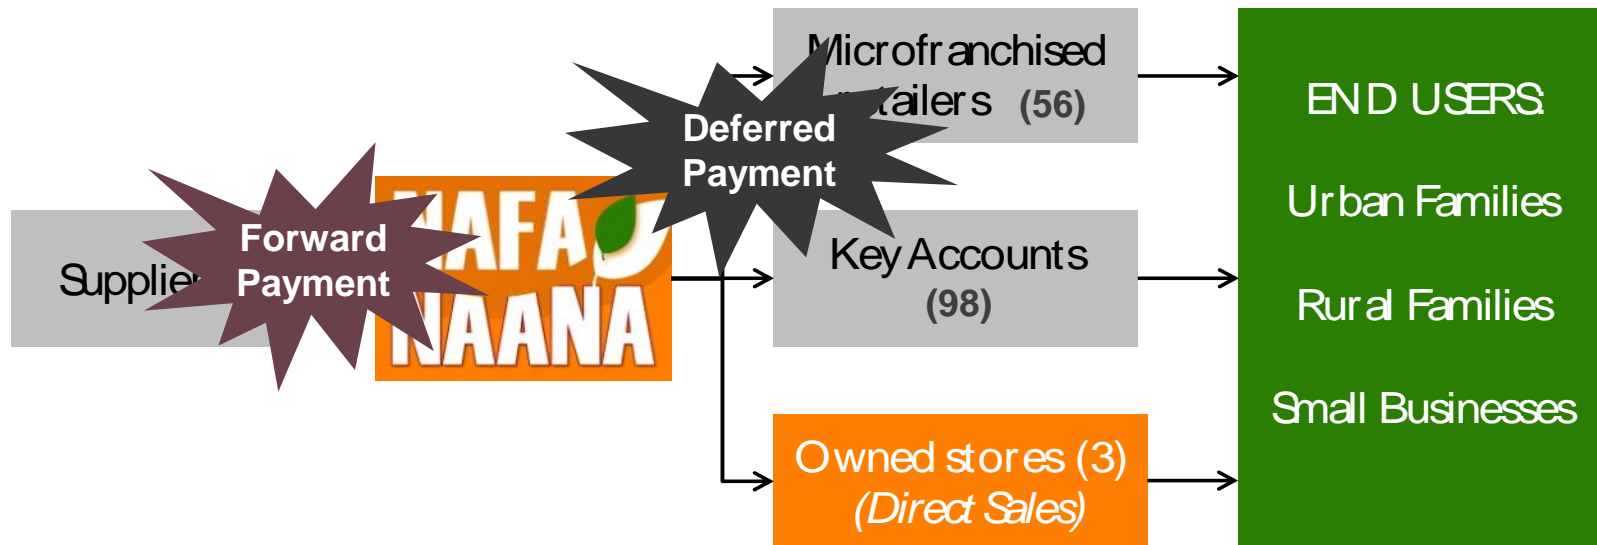 Supplier
Forward
Payment
NAFA
NAANA
Deferred
Payment
Microfranchised
retailers (56)
Key Accounts
(98)
Owned stores (3)
(Direct Sales)
END USERS:
Urban Families
Rural Families
Small Businesses